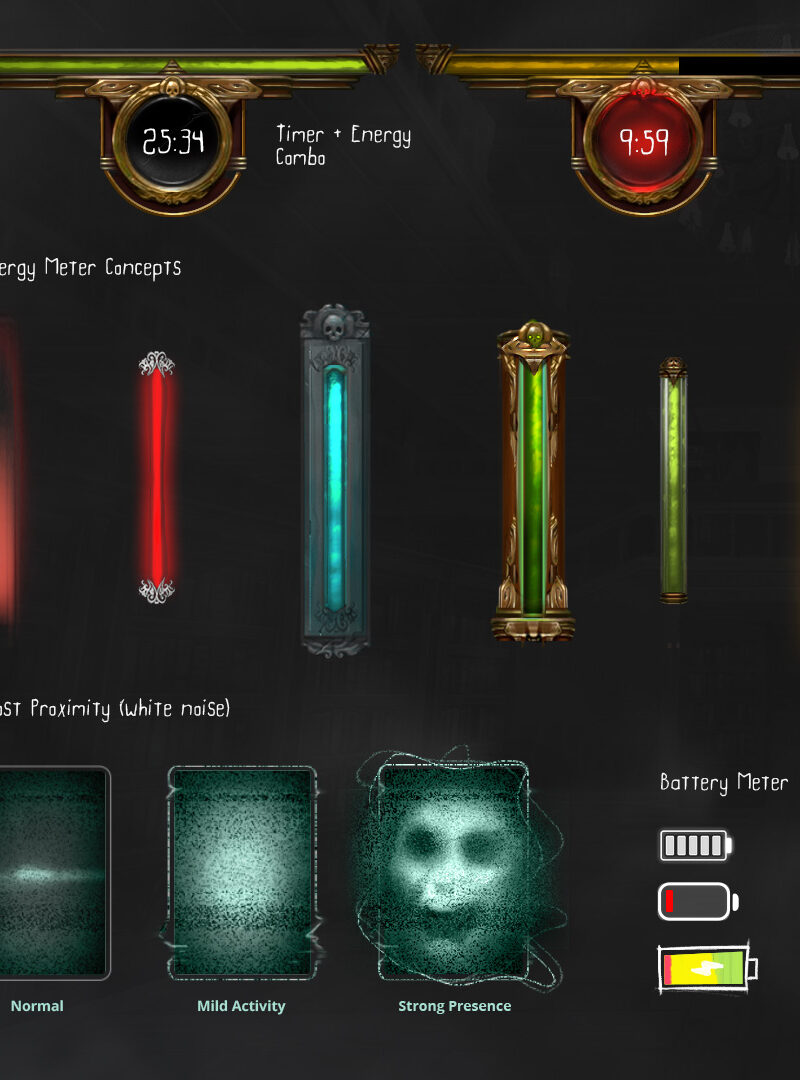 25:34
Timer + Energy
Combo
9:59
ergy Meter Concepts
ost Proximity (white noise)
Battery Meter
Normal
Mild Activity
Strong Presence